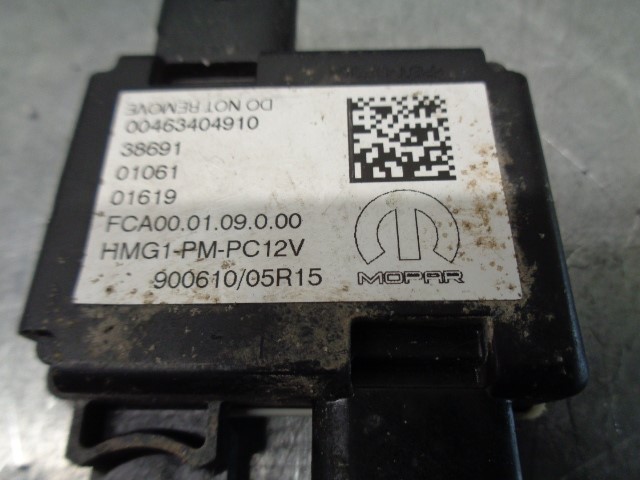 DO NOT REMOVE
00463404910
38691
01061
01619
FCA00.01.09.0.00
HMG1-PM-PC12V
900610/05R15
MOPAR